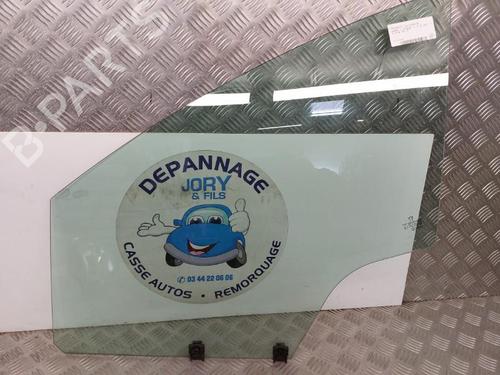 B-PARTS
DEPANNAGE
JORY
& FILS
CASSE AUTOS • REMORQUAGE
03 44 22 06 06